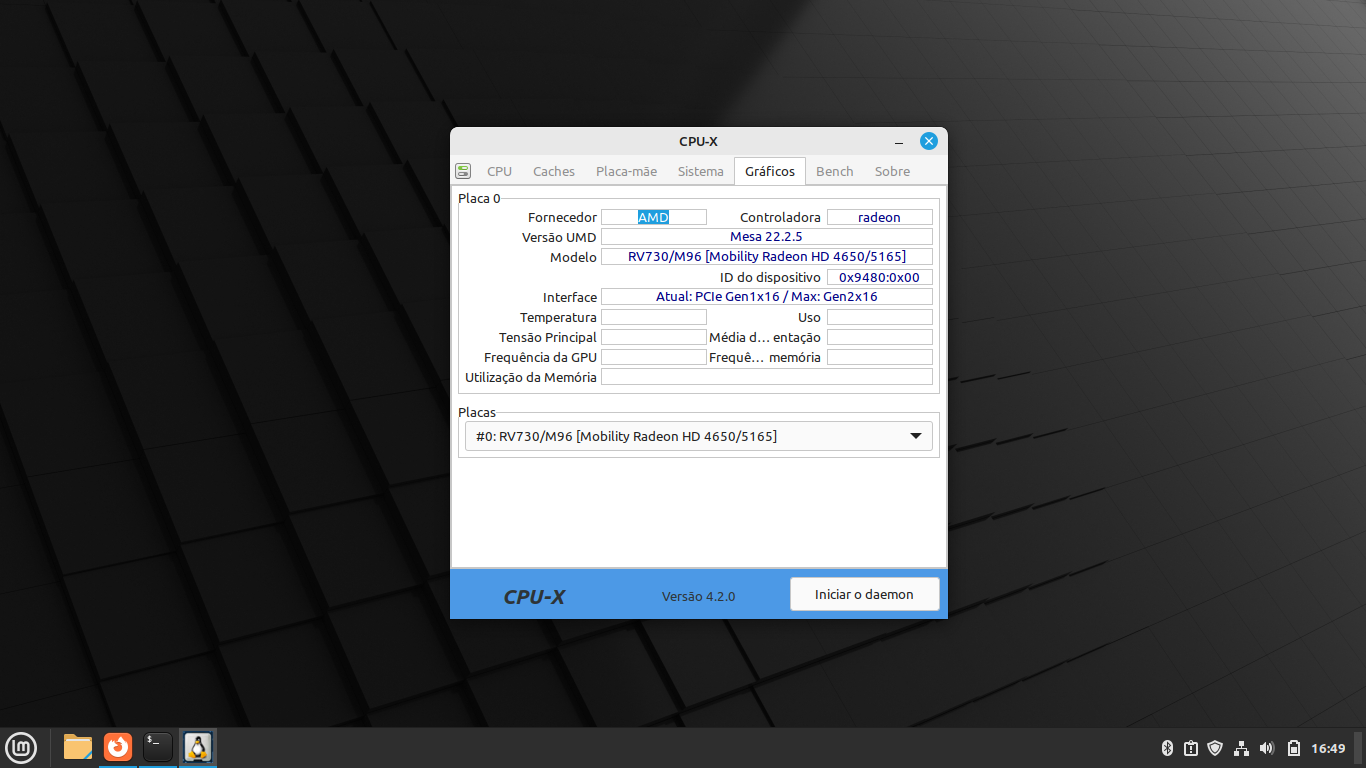 CPU-X
CPU Caches Placa-mãe Sistema Gráficos Bench Sobre
Placa 0
Fornecedor AMD Controladora radeon
Versão UMD Mesa 22.2.5
Modelo RV730/M96 [Mobility Radeon HD 4650/5165]
ID do dispositivo 0x9480:0x00
Interface Atual: PCIe Gen1x16 / Max: Gen2x16
Temperatura Uso
Tensão Principal Média d… entação
Frequência da GPU Frequê… memória
Utilização da Memória
Placas
#0: RV730/M96 [Mobility Radeon HD 4650/5165]
CPU-X Versão 4.2.0 Iniciar o daemon
$_ 16:49